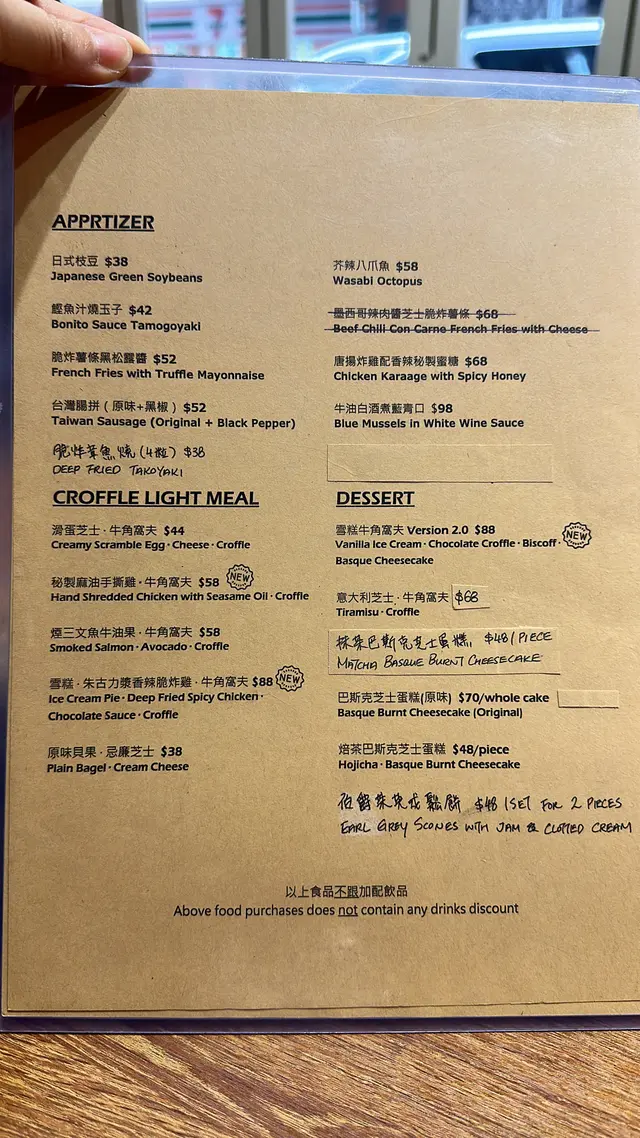 APPRTIZER
日式枝豆 $38
Japanese Green Soybeans
鰹魚汁燒玉子 $42
Bonito Sauce Tamogoyaki
脆炸薯條黑松露醬 $52
French Fries with Truffle Mayonnaise
台灣腸拼（原味+黑椒）$52
Taiwan Sausage (Original + Black Pepper)
脆炸章魚燒 (4粒) $38
DEEP FRIED TAKOYAKI
芥辣八爪魚 $58
Wasabi Octopus
墨西哥辣肉醬芝士脆炸薯條 $68
Beef Chili Con Carne French Fries with Cheese
唐揚炸雞配香辣秘製蜜糖 $68
Chicken Karaage with Spicy Honey
牛油白酒煮藍青口 $98
Blue Mussels in White Wine Sauce
CROFFLE LIGHT MEAL
滑蛋芝士 · 牛角窩夫 $44
Creamy Scramble Egg · Cheese · Croffle
秘製麻油手撕雞 · 牛角窩夫 $58 NEW
Hand Shredded Chicken with Seasame Oil · Croffle
煙三文魚牛油果 · 牛角窩夫 $58
Smoked Salmon · Avocado · Croffle
雪糕 · 朱古力漿香辣脆炸雞 · 牛角窩夫 $88 NEW
Ice Cream Pie · Deep Fried Spicy Chicken ·
Chocolate Sauce · Croffle
原味貝果 · 忌廉芝士 $38
Plain Bagel · Cream Cheese
DESSERT
雪糕牛角窩夫 Version 2.0 $88
Vanilla Ice Cream · Chocolate Croffle · Biscoff · NEW
Basque Cheesecake
意大利芝士 · 牛角窩夫 $68
Tiramisu · Croffle
抹茶巴斯克芝士蛋糕 $48/PIECE
MATCHA BASQUE BURNT CHEESECAKE
巴斯克芝士蛋糕(原味) $70/whole cake
Basque Burnt Cheesecake (Original)
焙茶巴斯克芝士蛋糕 $48/piece
Hojicha · Basque Burnt Cheesecake
伯爵茶英式鬆餅 $48 1SET FOR 2 PIECES
EARL GREY SCONES WITH JAM & CLOTTED CREAM
以上食品不跟加配飲品
Above food purchases does not contain any drinks discount